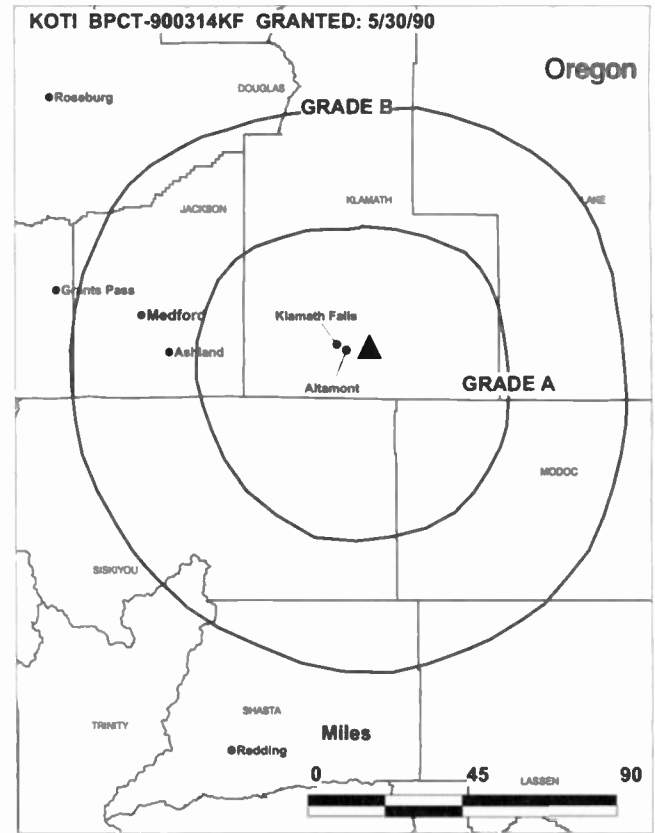 KOTI BPCT-900314KF GRANTED: 5/30/90
Oregon
DOUGLAS
Roseburg
GRADE B
KLAMATH
LAKE
JACKSON
Grants Pass
Medford
Klamath Falls
Ashland
Altamont
GRADE A
MODOC
SISKIYOU
SHASTA
TRINITY
Miles
Redding
0 45 90
LASSEN